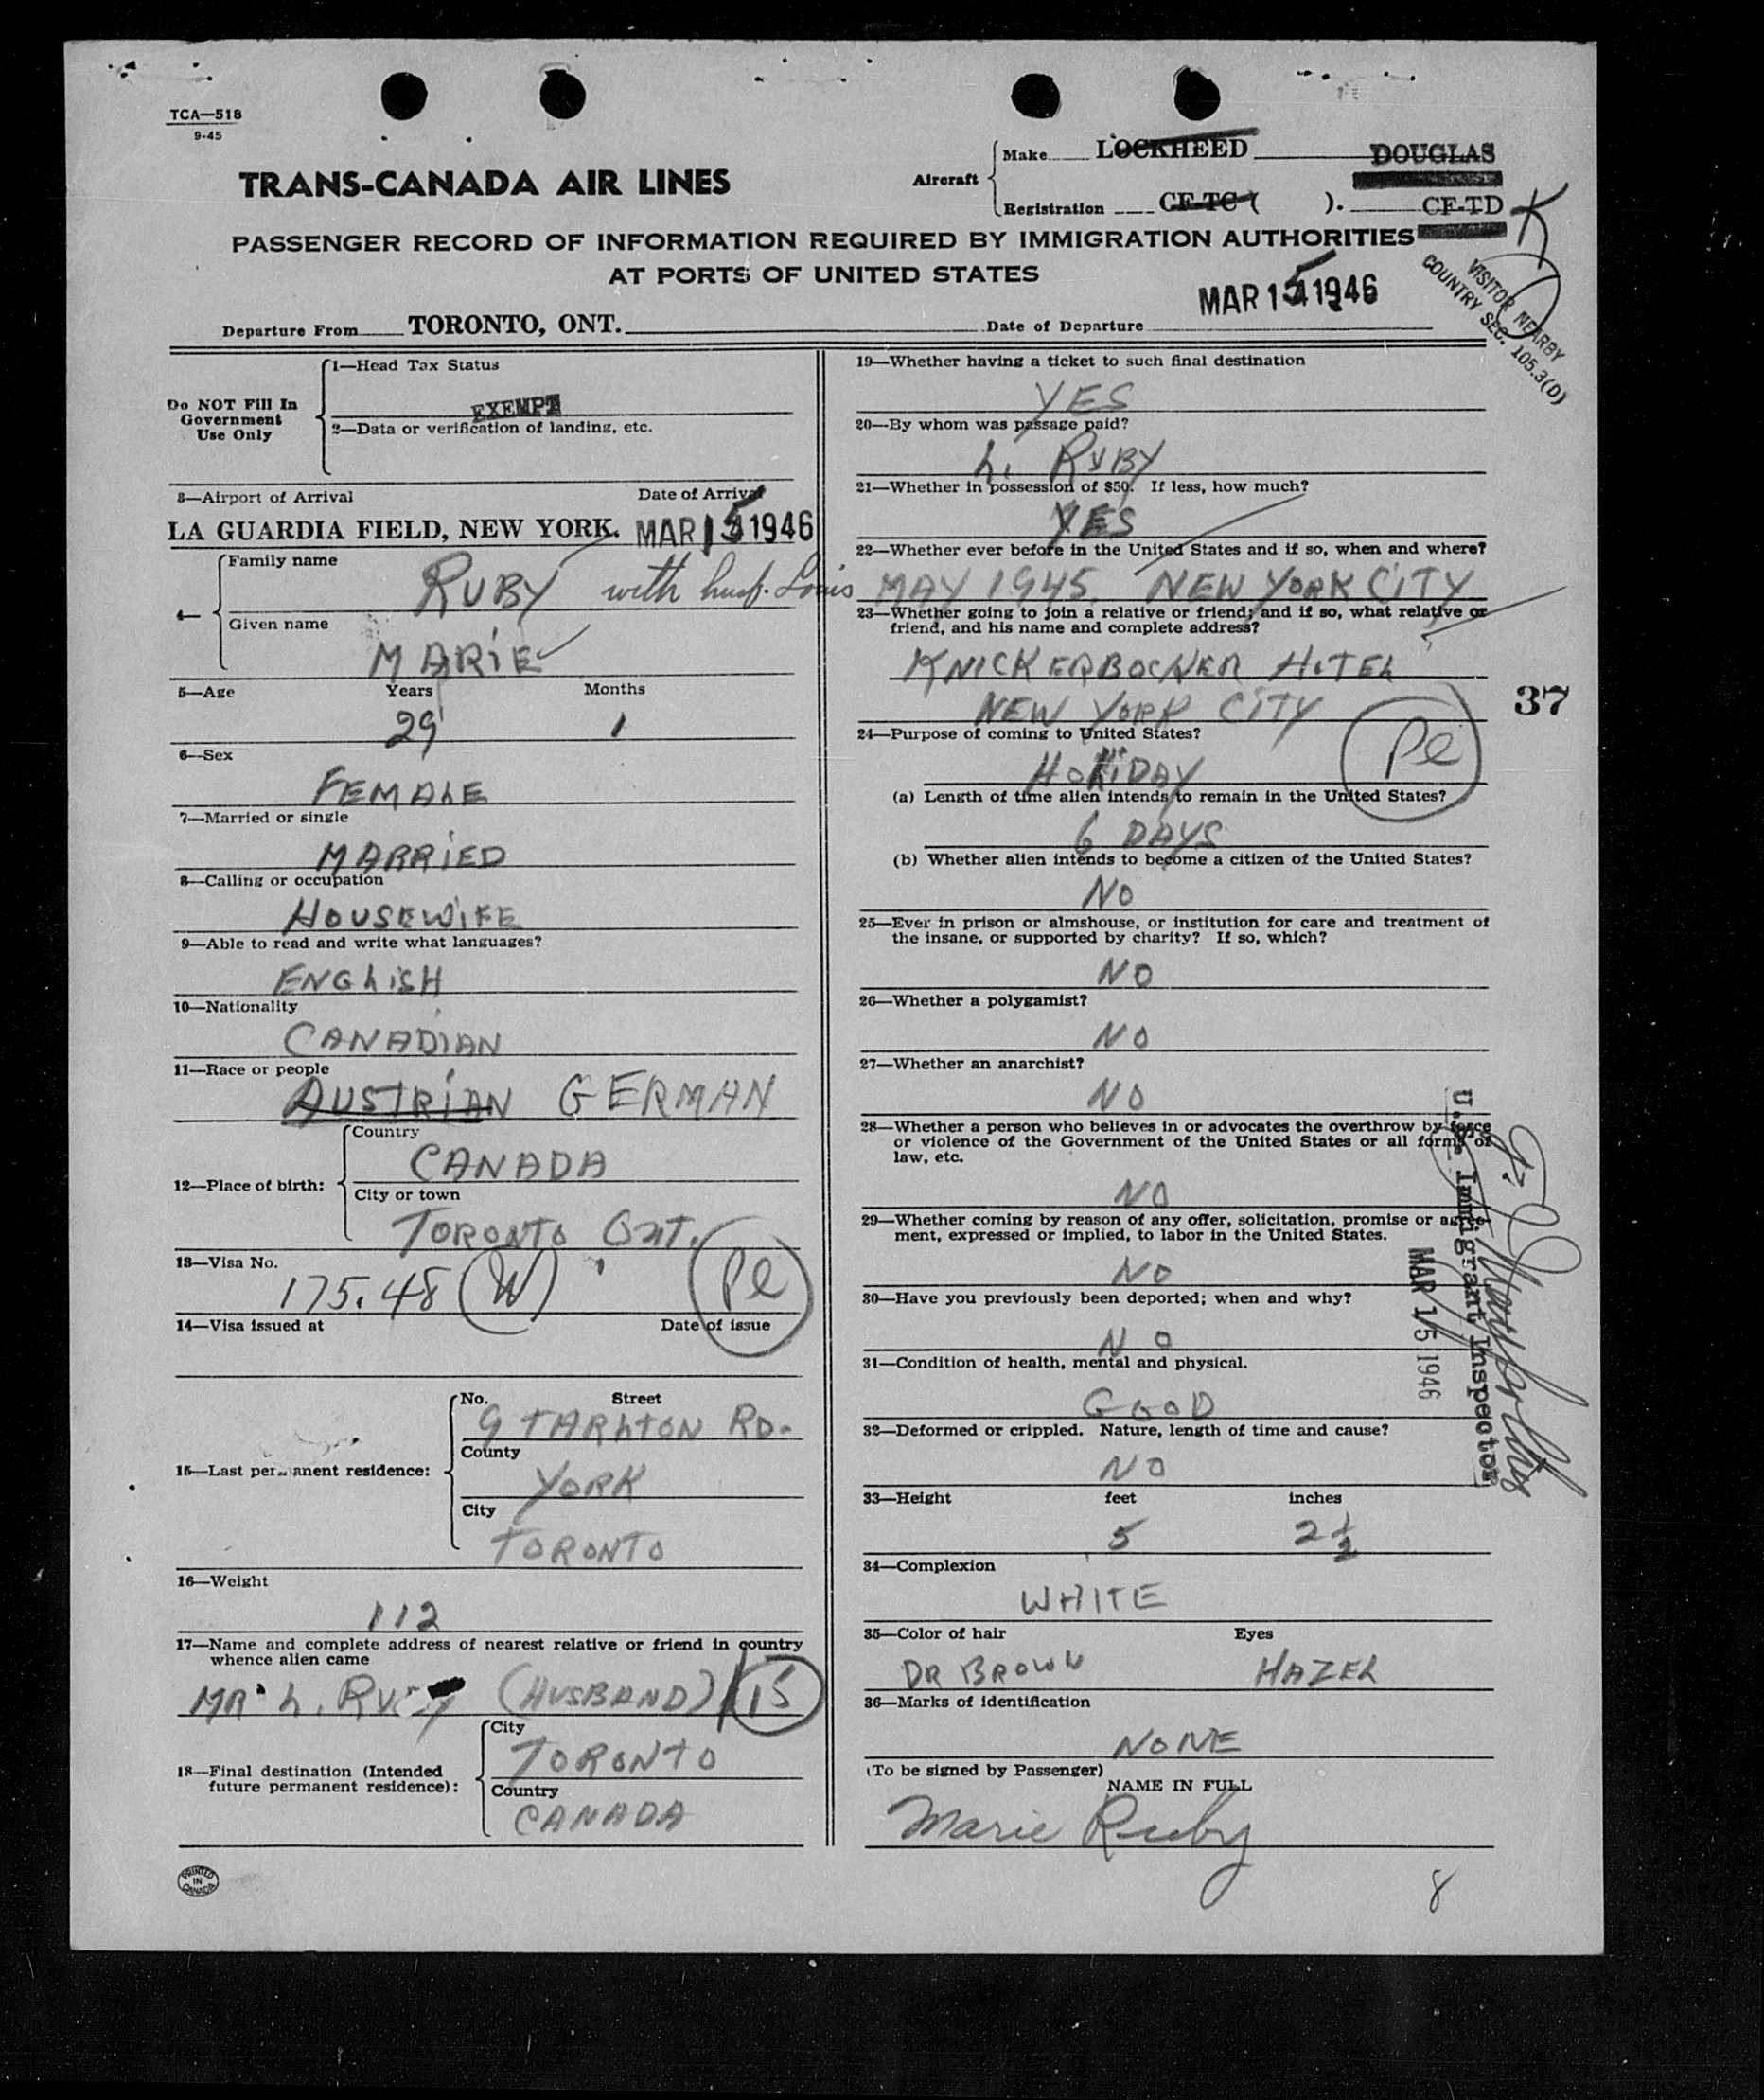 TCA—518
9-45
TRANS-CANADA AIR LINES
Aircraft
Make LOCKHEED DOUGLAS
Registration CF-TC ( ). CF-TD K
PASSENGER RECORD OF INFORMATION REQUIRED BY IMMIGRATION AUTHORITIES
AT PORTS OF UNITED STATES
VISITOR NEARBY
COUNTRY SEC. 105.3(D)
Departure From TORONTO, ONT. Date of Departure MAR 15 1946
Do NOT Fill In
Government
Use Only
1—Head Tax Status
EXEMPT
2—Data or verification of landing, etc.
3—Airport of Arrival Date of Arrival
LA GUARDIA FIELD, NEW YORK. MAR 15 1946
4—
Family name
RUBY with husb. Louis
Given name
MARIE
5—Age Years Months
29 1
6—Sex
FEMALE
7—Married or single
MARRIED
8—Calling or occupation
HOUSEWIFE
9—Able to read and write what languages?
ENGLISH
10—Nationality
CANADIAN
11—Race or people
AUSTRIAN GERMAN
12—Place of birth:
Country
CANADA
City or town
TORONTO ONT.
13—Visa No.
175.48 (W) Pl
14—Visa issued at Date of issue
15—Last permanent residence:
No. Street
9 TARLTON RD.
County
YORK
City
TORONTO
16—Weight
112
17—Name and complete address of nearest relative or friend in country
whence alien came
MR. L. RUBY (HUSBAND) 15
18—Final destination (Intended
future permanent residence):
City
TORONTO
Country
CANADA
PRINTED
IN
CANADA
19—Whether having a ticket to such final destination
YES
20—By whom was passage paid?
L. RUBY
21—Whether in possession of $50. If less, how much?
YES
22—Whether ever before in the United States and if so, when and where?
MAY 1945. NEW YORK CITY
23—Whether going to join a relative or friend; and if so, what relative or
friend, and his name and complete address?
KNICKERBOCKER HOTEL
NEW YORK CITY
37
24—Purpose of coming to United States?
HOLIDAY Pl
(a) Length of time alien intends to remain in the United States?
6 DAYS
(b) Whether alien intends to become a citizen of the United States?
NO
25—Ever in prison or almshouse, or institution for care and treatment of
the insane, or supported by charity? If so, which?
NO
26—Whether a polygamist?
NO
27—Whether an anarchist?
NO
28—Whether a person who believes in or advocates the overthrow by force
or violence of the Government of the United States or all forms of
law, etc.
NO
29—Whether coming by reason of any offer, solicitation, promise or agree-
ment, expressed or implied, to labor in the United States.
NO
30—Have you previously been deported; when and why?
NO
31—Condition of health, mental and physical.
GOOD
32—Deformed or crippled. Nature, length of time and cause?
NO
33—Height feet inches
5 2½
34—Complexion
WHITE
35—Color of hair Eyes
DR BROWN HAZEL
36—Marks of identification
NONE
(To be signed by Passenger)
NAME IN FULL
Marie Ruby
8
U.S. Immigrant Inspector
MAR 15 1946